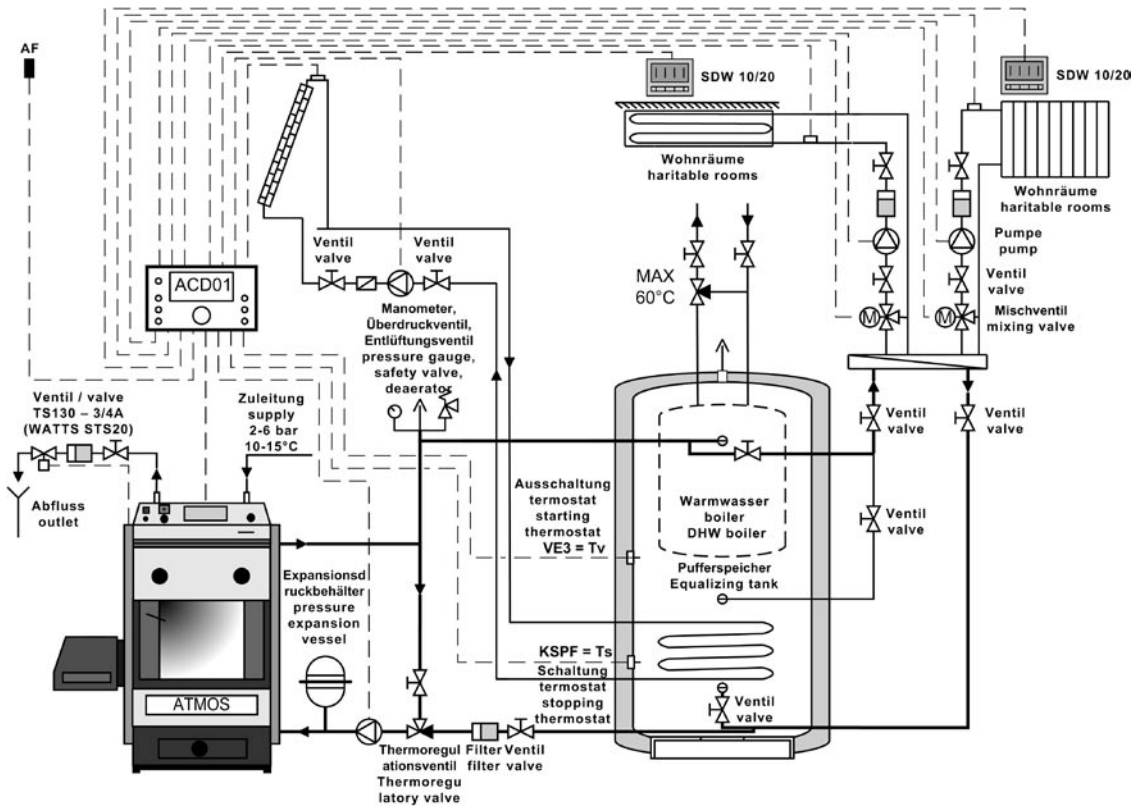 AF
SDW 10/20
SDW 10/20
Wohnräume
haritable rooms
Wohnräume
haritable rooms
Ventil
valve
Ventil
valve
Pumpe
pump
ACD01
MAX
60°C
Ventil
valve
Manometer,
Überdruckventil,
Entlüftungsventil
pressure gauge,
safety valve,
deaerator
M
M
Mischventil
mixing valve
Ventil / valve
TS130 – 3/4A
(WATTS STS20)
Zuleitung
supply
2-6 bar
10-15°C
Ventil
valve
Ventil
valve
Abfluss
outlet
Ausschaltung
termostat
starting
thermostat
VE3 = Tv
Warmwasser
boiler
DHW boiler
Ventil
valve
Pufferspeicher
Equalizing tank
Expansionsd
ruckbehälter
pressure
expansion
vessel
KSPF = Ts
Schaltung
termostat
stopping
thermostat
ATMOS
Ventil
valve
Thermoregul
ationsventil
Thermoregu
latory valve
Filter
filter
Ventil
valve